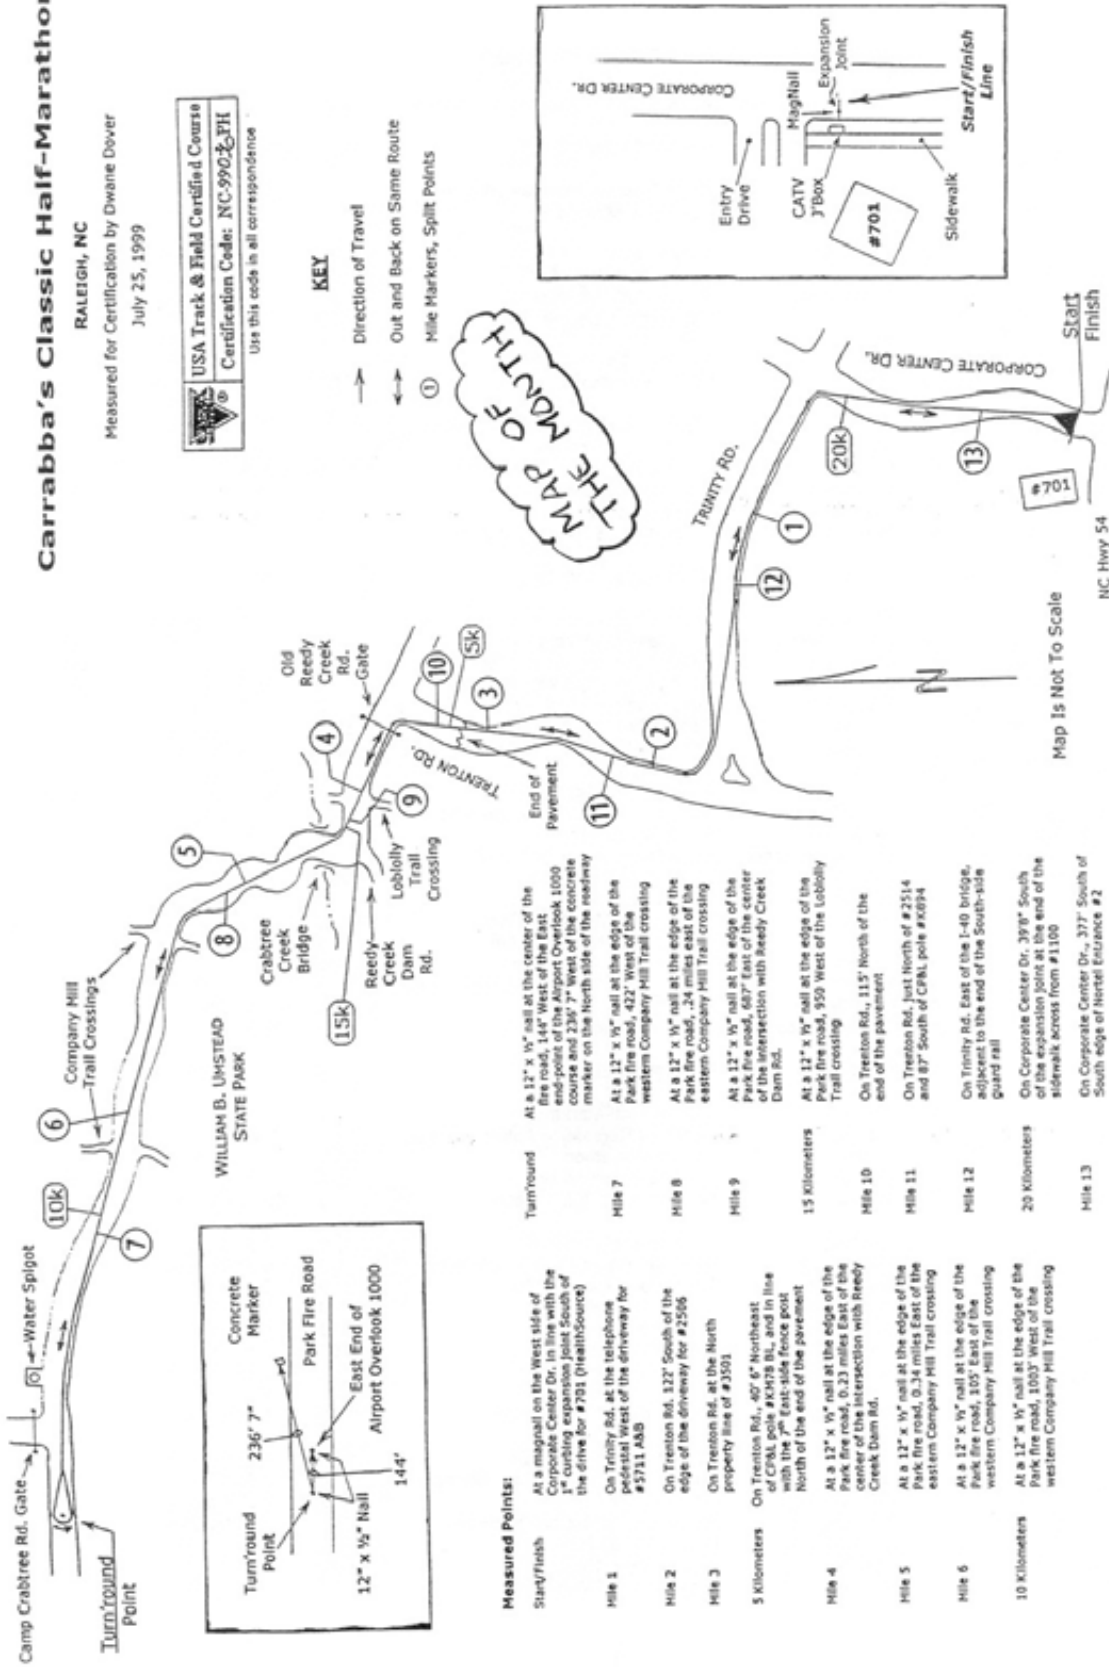 Carrabba's Classic Half-Marathon
RALEIGH, NC
Measured for Certification by Dwane Dover
July 25, 1999
USA Track & Field Certified Course
Certification Code: NC-990 PH
Use this code in all correspondence
KEY
Direction of Travel
Out and Back on Same Route
① Mile Markers, Split Points
MAP OF
THE MONTH
Entry
Drive
CORPORATE CENTER DR.
MagNail
Expansion
Joint
CATV
J'Box
#701
Sidewalk
Start/Finish
Line
Camp Crabtree Rd. Gate
Water Spigot
Turn'round
Point
7
10k
6
Company Mill
Trail Crossings
WILLIAM B. UMSTEAD
STATE PARK
8
5
Crabtree
Creek
Bridge
15k
Reedy
Creek
Dam
Rd.
Loblolly
Trail
Crossing
9
4
Old
Reedy
Creek
Rd.
Gate
10
5k
3
TRENTON RD.
End of
Pavement
11
2
TRINITY RD.
12
1
20k
CORPORATE CENTER DR.
13
#701
Start
Finish
NC Hwy 54
N
Map Is Not To Scale
Turn'round
Point
236' 7"
Concrete
Marker
Park Fire Road
12" x ½" Nail
144'
East End of
Airport Overlook 1000
Measured Points:
Start/Finish At a magnail on the West side of
Corporate Center Dr. in line with the
1st curbing expansion joint South of
the drive for #701 (HealthSource)
Mile 1 On Trinity Rd. at the telephone
pedestal West of the driveway for
#5711 A&B
Mile 2 On Trenton Rd. 122' South of the
edge of the driveway for #2506
Mile 3 On Trenton Rd. at the North
property line of #3501
5 Kilometers On Trenton Rd., 40' 6" Northeast
of CP&L pole #KM78 BL, and in line
with the 7th East-side fence post
North of the end of the pavement
Mile 4 At a 12" x ½" nail at the edge of the
Park fire road, 0.23 miles East of the
center of the intersection with Reedy
Creek Dam Rd.
Mile 5 At a 12" x ½" nail at the edge of the
Park fire road, 0.34 miles East of the
eastern Company Mill Trail crossing
Mile 6 At a 12" x ½" nail at the edge of the
Park fire road, 105' East of the
western Company Mill Trail crossing
10 Kilometers At a 12" x ½" nail at the edge of the
Park fire road, 1003' West of the
western Company Mill Trail crossing
Turn'round At a 12" x ½" nail at the center of the
fire road, 144' West of the East
end-point of the Airport Overlook 1000
course and 236' 7" West of the concrete
marker on the North side of the roadway
Mile 7 At a 12" x ½" nail at the edge of the
Park fire road, 422' West of the
western Company Mill Trail crossing
Mile 8 At a 12" x ½" nail at the edge of the
Park fire road, .24 miles east of the
eastern Company Mill Trail crossing
Mile 9 At a 12" x ½" nail at the edge of the
Park fire road, 687' East of the center
of the intersection with Reedy Creek
Dam Rd.
15 Kilometers At a 12" x ½" nail at the edge of the
Park fire road, 950 West of the Loblolly
Trail crossing
Mile 10 On Trenton Rd., 115' North of the
end of the pavement
Mile 11 On Trenton Rd. just North of #2514
and 87' South of CP&L pole #KR94
Mile 12 On Trinity Rd. East of the I-40 bridge,
adjacent to the end of the South-side
guard rail
20 Kilometers On Corporate Center Dr. 39'8" South
of the expansion joint at the end of the
sidewalk across from #1100
Mile 13 On Corporate Center Dr., 377' South of
South edge of Nortel Entrance #2